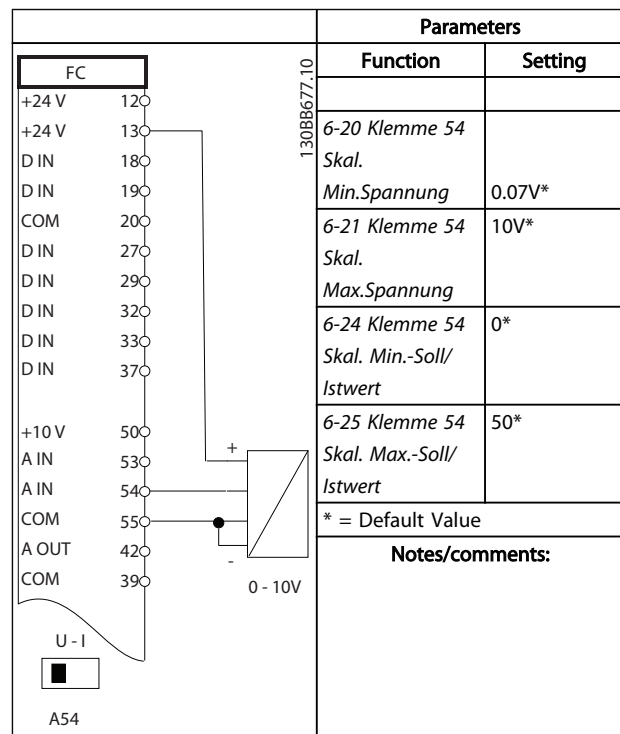 FC
+24 V 12
+24 V 13
D IN 18
D IN 19
COM 20
D IN 27
D IN 29
D IN 32
D IN 33
D IN 37
+10 V 50
A IN 53
A IN 54
COM 55
A OUT 42
COM 39
U - I
A54
+
-
0 - 10V
130BB677.10
Parameters
Function Setting
6-20 Klemme 54
Skal.
Min.Spannung 0.07V*
6-21 Klemme 54 10V*
Skal.
Max.Spannung
6-24 Klemme 54 0*
Skal. Min.-Soll/
Istwert
6-25 Klemme 54 50*
Skal. Max.-Soll/
Istwert
* = Default Value
Notes/comments: